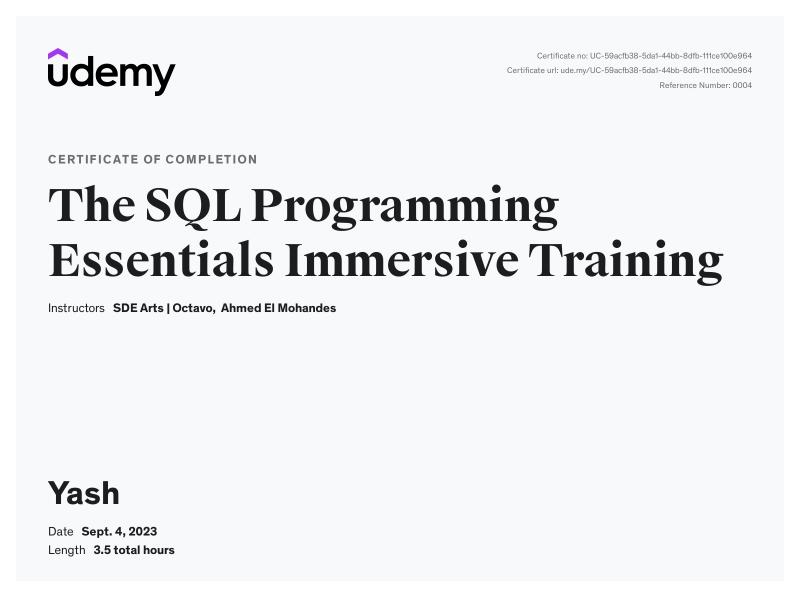 udemy
Certificate no: UC-59acfb38-5da1-44bb-8dfb-111ce100e964
Certificate url: ude.my/UC-59acfb38-5da1-44bb-8dfb-111ce100e964
Reference Number: 0004
CERTIFICATE OF COMPLETION
The SQL Programming
Essentials Immersive Training
Instructors SDE Arts | Octavo, Ahmed El Mohandes
Yash
Date Sept. 4, 2023
Length 3.5 total hours